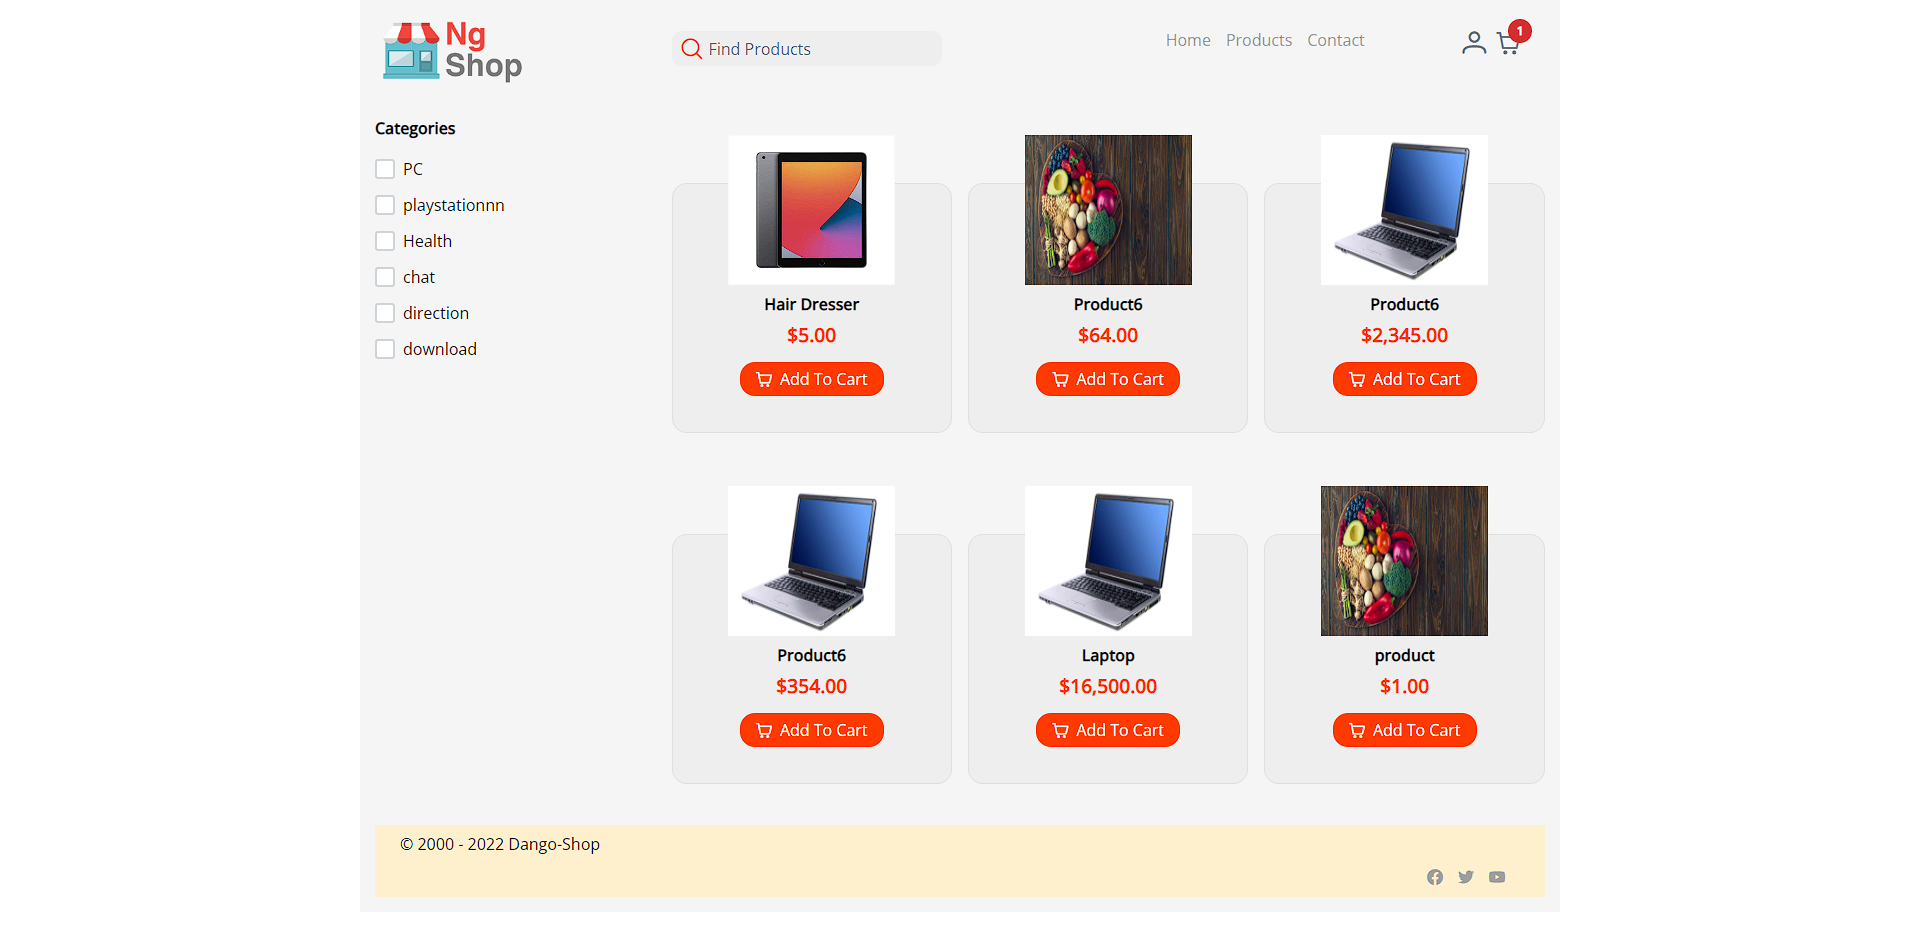 Ng
Shop
Find Products
Home Products Contact
1
Categories
PC
playstationnn
Health
chat
direction
download
Hair Dresser
$5.00
Add To Cart
Product6
$64.00
Add To Cart
Product6
$2,345.00
Add To Cart
Product6
$354.00
Add To Cart
Laptop
$16,500.00
Add To Cart
product
$1.00
Add To Cart
© 2000 - 2022 Dango-Shop